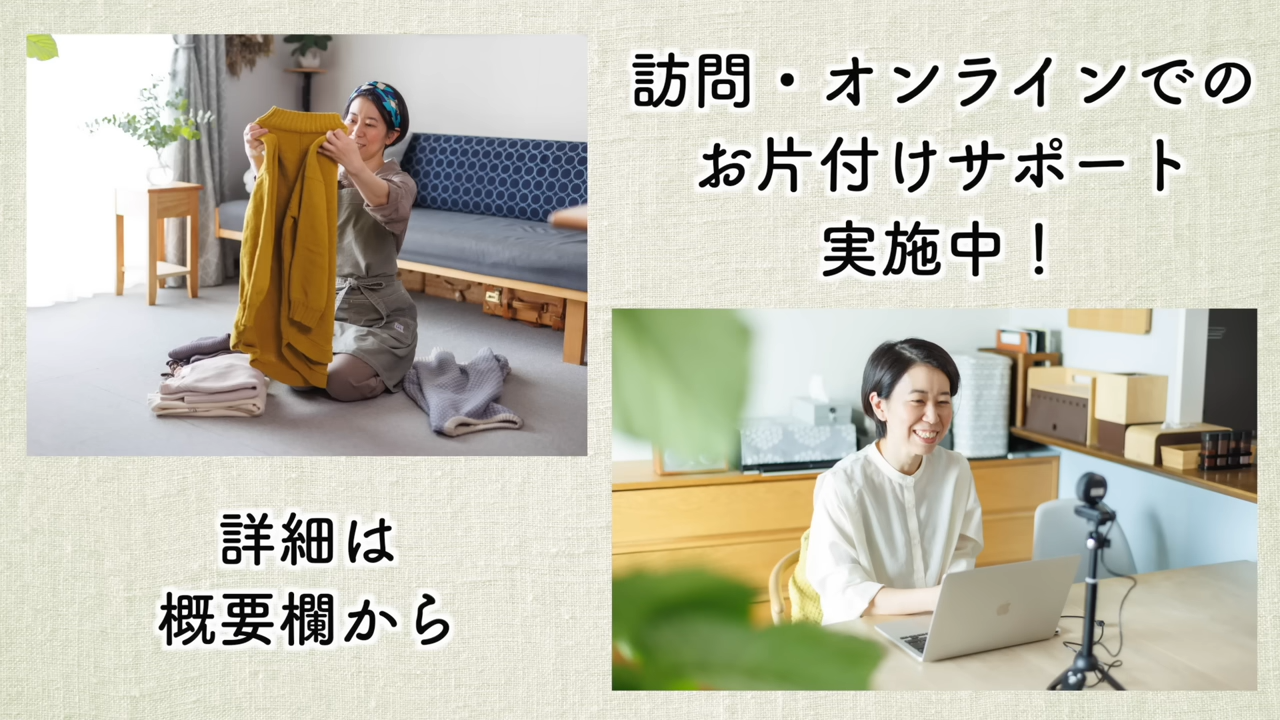 訪問・オンラインでの
お片付けサポート
実施中！
詳細は
概要欄から